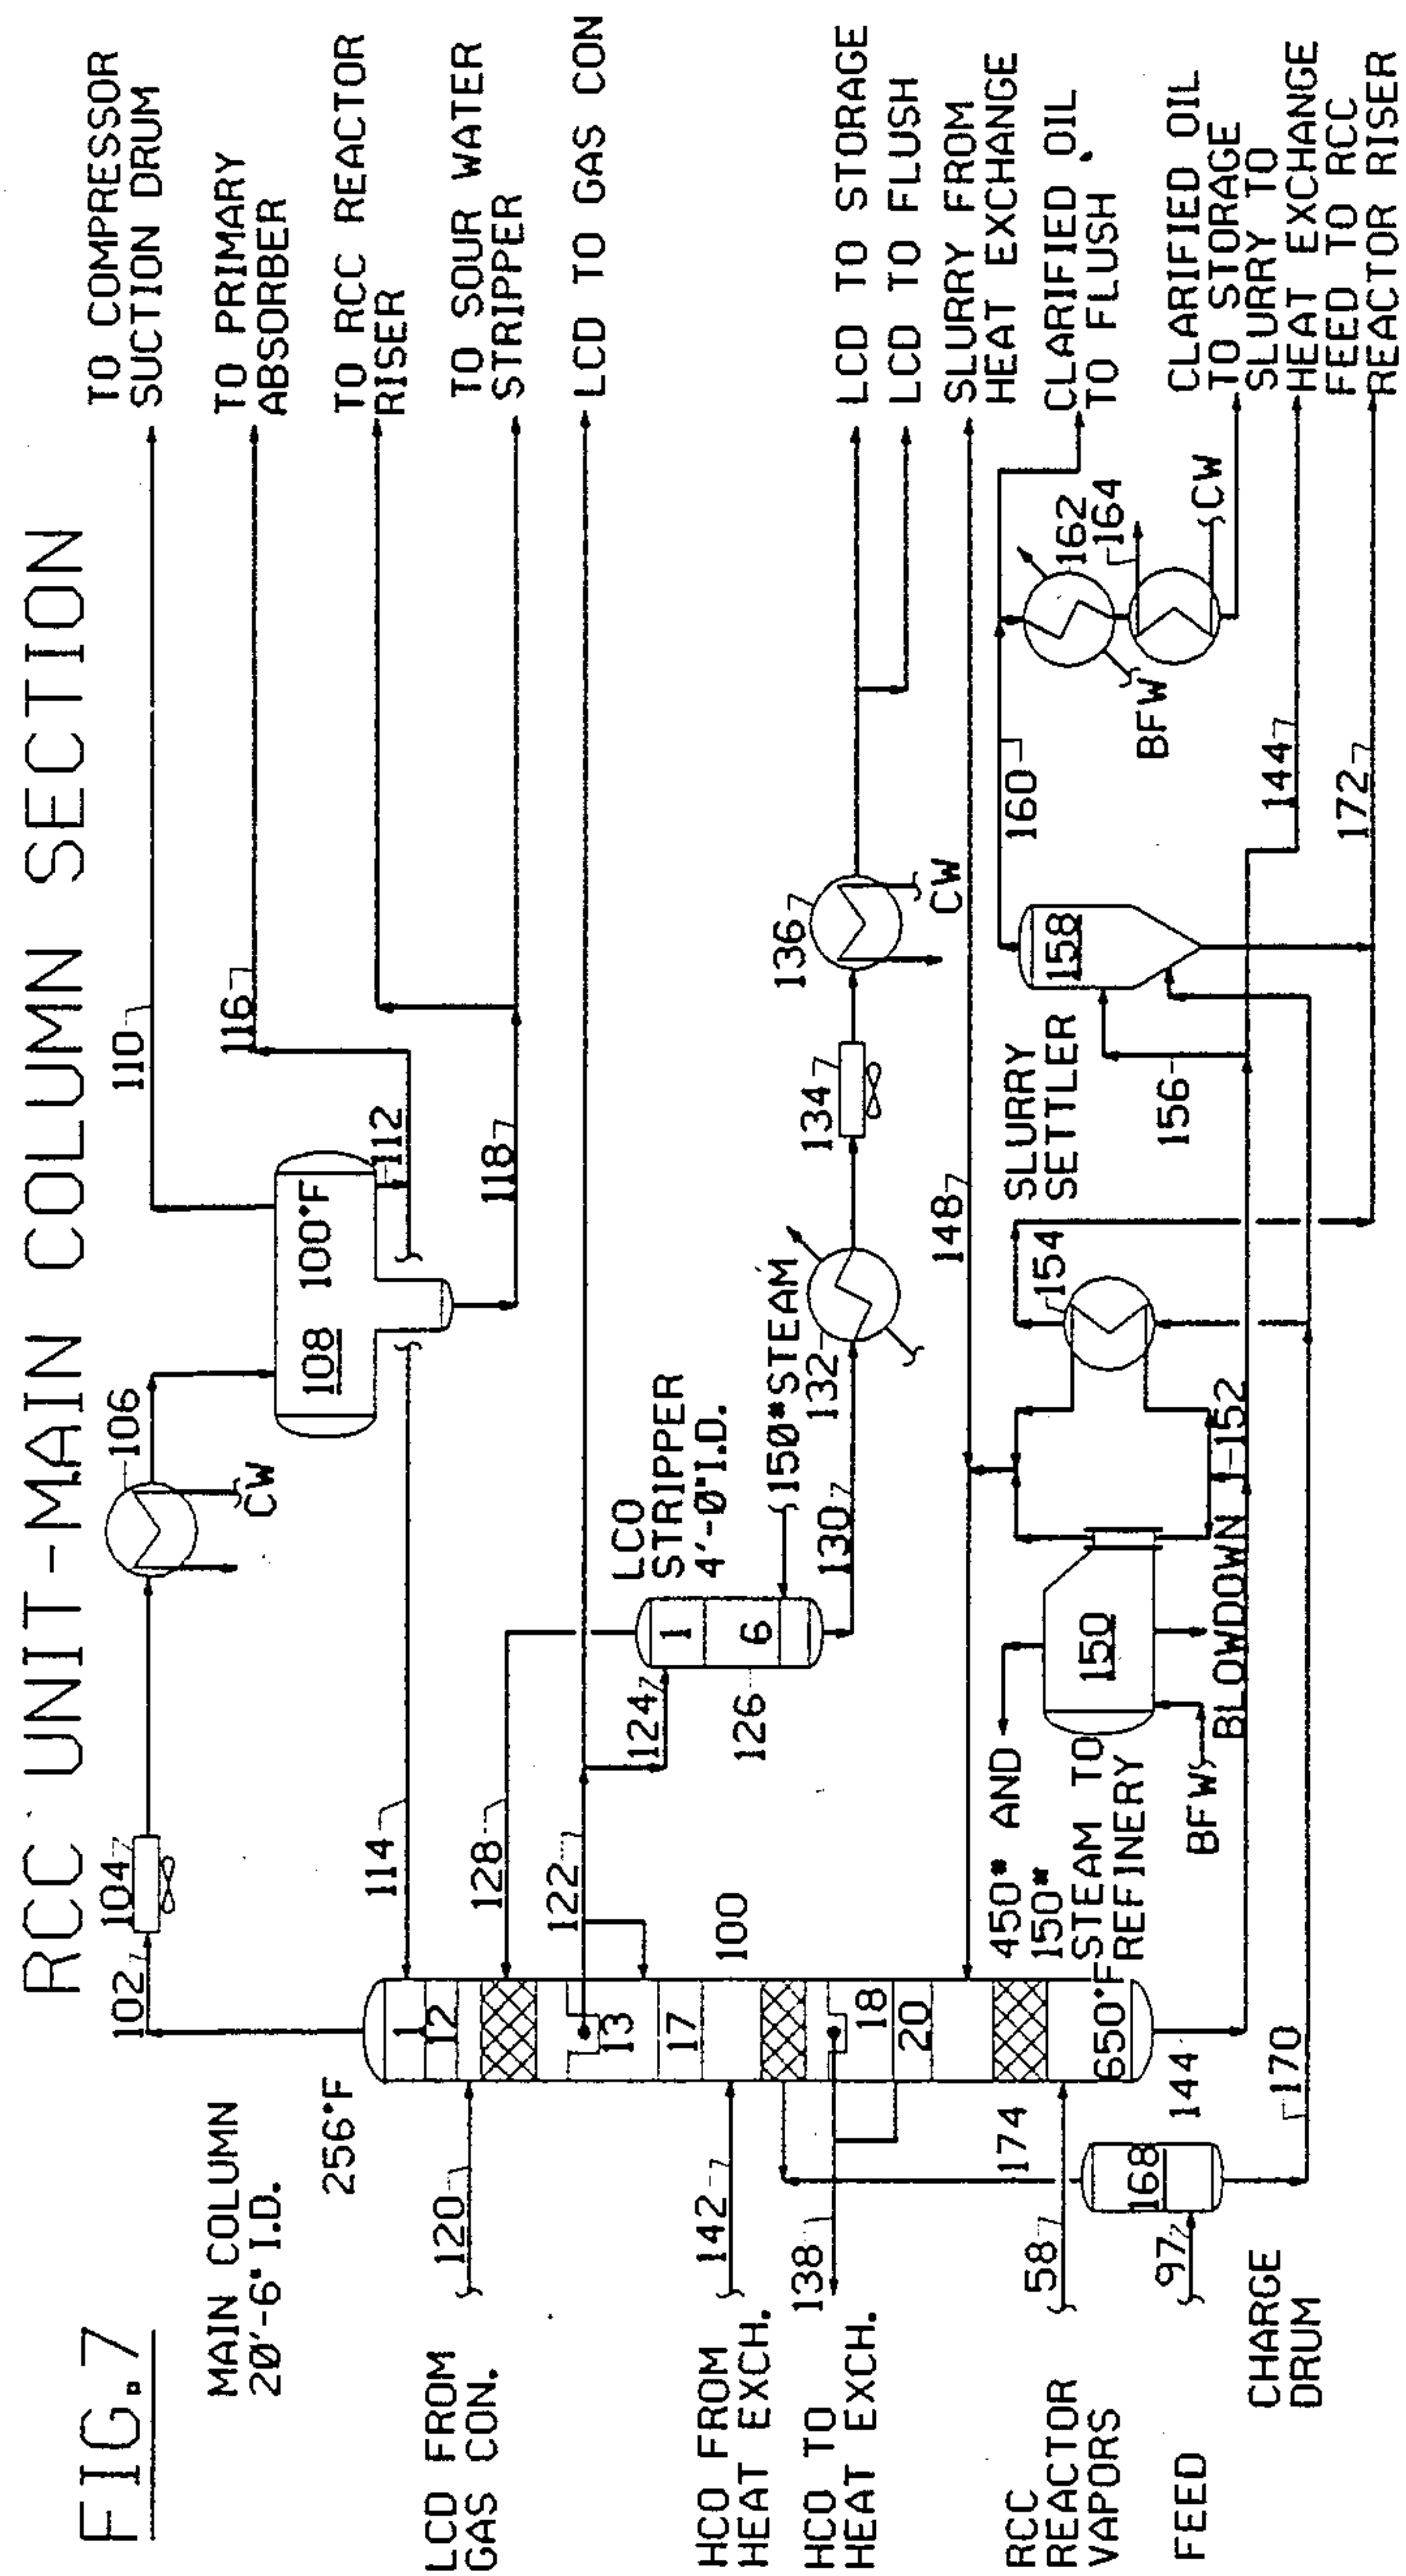 FIG.7
RCC UNIT-MAIN COLUMN SECTION
MAIN COLUMN
20'-6" I.D.
256°F
102
104
106
CW
108
100°F
110
112
114
116
118
TO COMPRESSOR
SUCTION DRUM
TO PRIMARY
ABSORBER
TO RCC REACTOR
RISER
TO SOUR WATER
STRIPPER
LCD TO GAS CON
LCD FROM
GAS CON.
120
128
122
124
1
12
13
17
18
20
650°F
100
LCO
STRIPPER
4'-0" I.D.
1
6
126
150# STEAM
130
132
134
136
CW
LCD TO STORAGE
LCD TO FLUSH
HCO FROM
HEAT EXCH.
142
HCO TO
HEAT EXCH.
138
148
SLURRY FROM
HEAT EXCHANGE
RCC
REACTOR
VAPORS
58
174
144
FEED
97
168
CHARGE
DRUM
170
450# AND
150#
STEAM TO
REFINERY
BFW
150
BLOWDOWN
152
154
SLURRY
SETTLER
156
158
160
BFW
162
164
CW
144
172
CLARIFIED OIL
TO FLUSH
CLARIFIED OIL
TO STORAGE
SLURRY TO
HEAT EXCHANGE
FEED TO RCC
REACTOR RISER